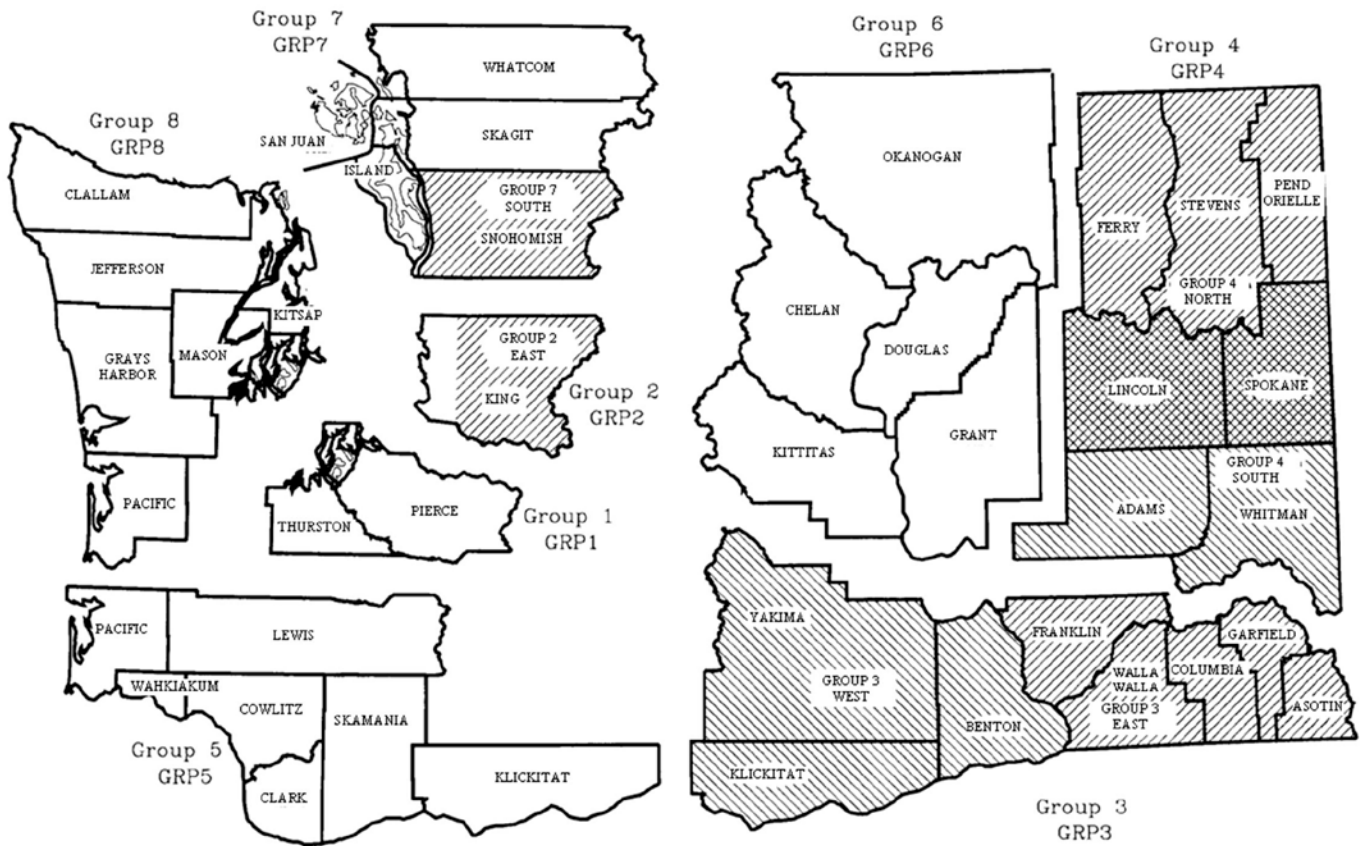 Group 7
GRP7
WHATCOM
SAN JUAN
SKAGIT
ISLAND
GROUP 7
SOUTH
SNOHOMISH
Group 8
GRP8
CLALLAM
JEFFERSON
KITSAP
MASON
GRAYS
HARBOR
PACIFIC
GROUP 2
EAST
KING
Group 2
GRP2
THURSTON
PIERCE
Group 1
GRP1
PACIFIC
LEWIS
WAHKIAKUM
COWLITZ
SKAMANIA
CLARK
KLICKITAT
Group 5
GRP5
Group 6
GRP6
OKANOGAN
CHELAN
DOUGLAS
KITTITAS
GRANT
Group 4
GRP4
FERRY
STEVENS
PEND
ORIELLE
GROUP 4
NORTH
LINCOLN
SPOKANE
GROUP 4
SOUTH
ADAMS
WHITMAN
YAKIMA
GROUP 3
WEST
KLICKITAT
BENTON
FRANKLIN
WALLA
WALLA
GROUP 3
EAST
COLUMBIA
GARFIELD
ASOTIN
Group 3
GRP3